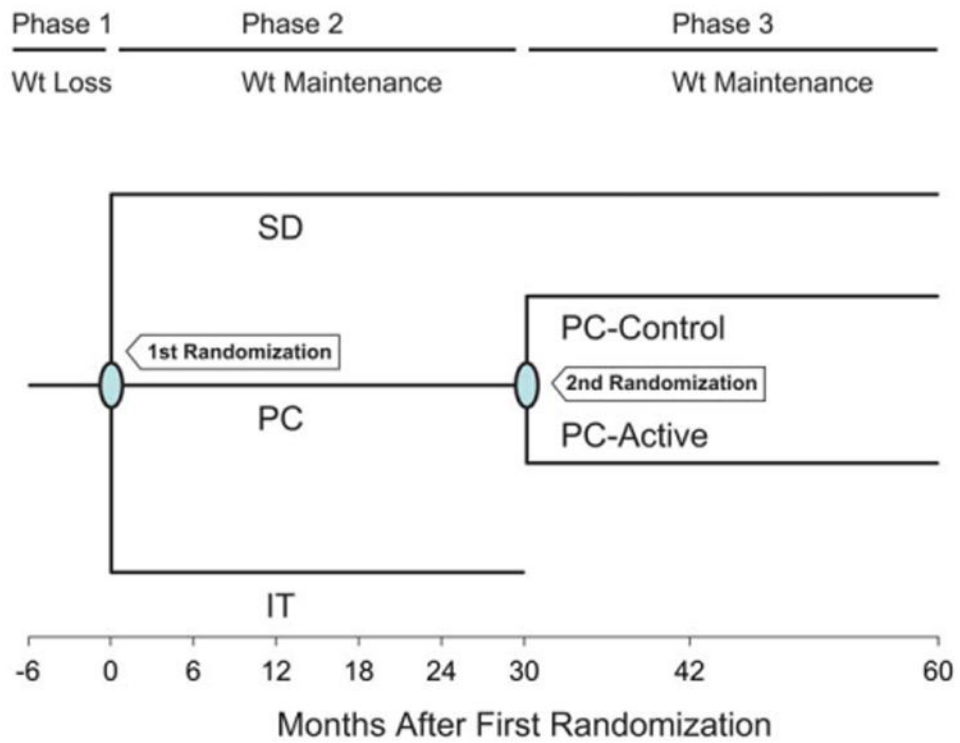 Phase 1 Phase 2 Phase 3
Wt Loss Wt Maintenance Wt Maintenance
SD
PC-Control
1st Randomization
2nd Randomization
PC
PC-Active
IT
-6 0 6 12 18 24 30 42 60
Months After First Randomization